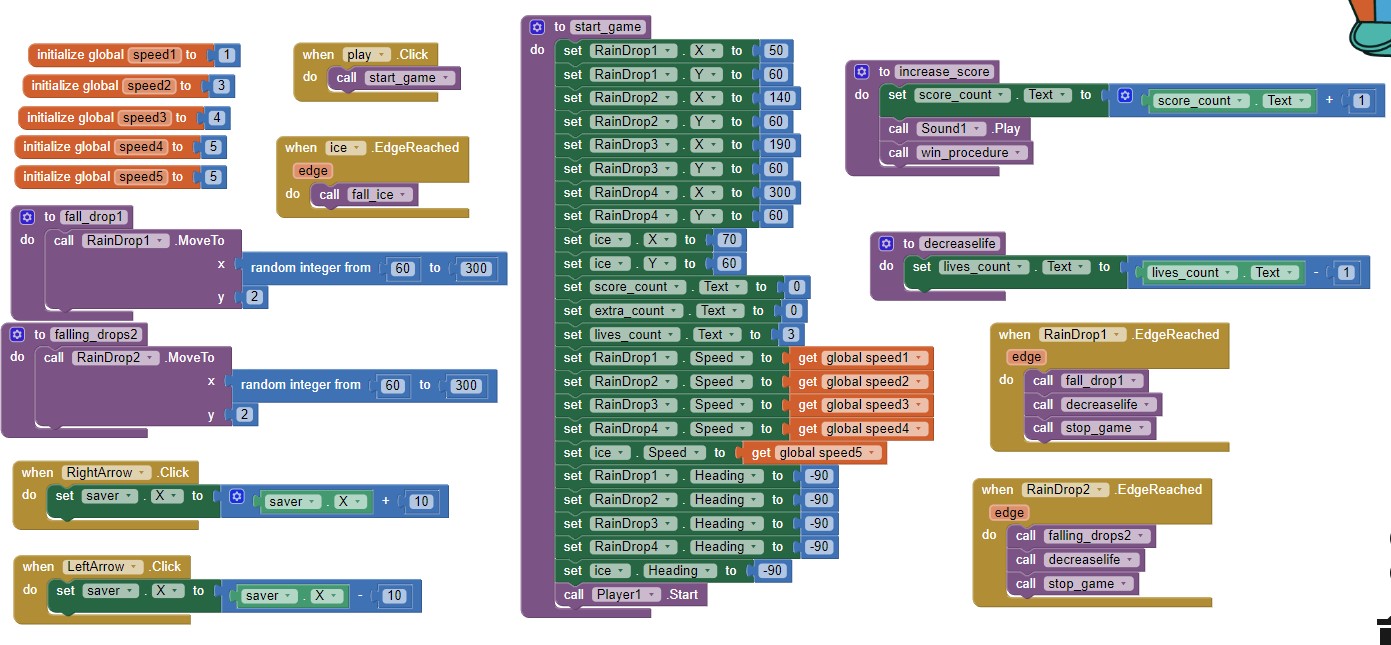 initialize global speed1 to 1
initialize global speed2 to 3
initialize global speed3 to 4
initialize global speed4 to 5
initialize global speed5 to 5
to fall_drop1
do call RainDrop1 .MoveTo
x random integer from 60 to 300
y 2
to falling_drops2
do call RainDrop2 .MoveTo
x random integer from 60 to 300
y 2
when RightArrow .Click
do set saver . X to saver . X + 10
when LeftArrow .Click
do set saver . X to saver . X - 10
when play .Click
do call start_game
when ice .EdgeReached
edge
do call fall_ice
to start_game
do set RainDrop1 . X to 50
set RainDrop1 . Y to 60
set RainDrop2 . X to 140
set RainDrop2 . Y to 60
set RainDrop3 . X to 190
set RainDrop3 . Y to 60
set RainDrop4 . X to 300
set RainDrop4 . Y to 60
set ice . X to 70
set ice . Y to 60
set score_count . Text to 0
set extra_count . Text to 0
set lives_count . Text to 3
set RainDrop1 . Speed to get global speed1
set RainDrop2 . Speed to get global speed2
set RainDrop3 . Speed to get global speed3
set RainDrop4 . Speed to get global speed4
set ice . Speed to get global speed5
set RainDrop1 . Heading to -90
set RainDrop2 . Heading to -90
set RainDrop3 . Heading to -90
set RainDrop4 . Heading to -90
set ice . Heading to -90
call Player1 .Start
to increase_score
do set score_count . Text to score_count . Text + 1
call Sound1 .Play
call win_procedure
to decreaselife
do set lives_count . Text to lives_count . Text - 1
when RainDrop1 .EdgeReached
edge
do call fall_drop1
call decreaselife
call stop_game
when RainDrop2 .EdgeReached
edge
do call falling_drops2
call decreaselife
call stop_game